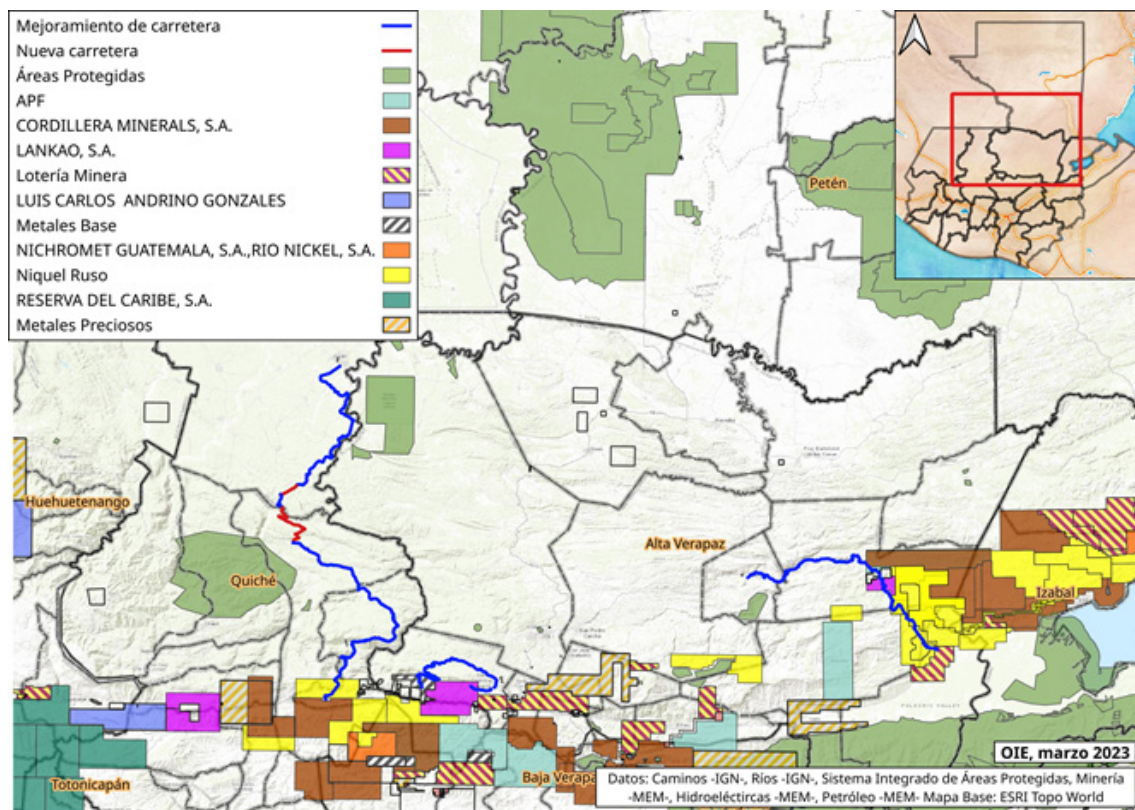 Mejoramiento de carretera
Nueva carretera
Áreas Protegidas
APF
CORDILLERA MINERALS, S.A.
LANKAO, S.A.
Lotería Minera
LUIS CARLOS ANDRINO GONZALES
Metales Base
NICHROMET GUATEMALA, S.A.,RIO NICKEL, S.A.
Niquel Ruso
RESERVA DEL CARIBE, S.A.
Metales Preciosos
Petén
Huehuetenango
Alta Verapaz
Quiché
Izabal
POLOCHIC VALLEY
Totonicapán
Baja Verapa
OIE, marzo 2023
Datos: Caminos -IGN-, Ríos -IGN-, Sistema Integrado de Áreas Protegidas, Minería
-MEM-, Hidroeléctircas -MEM-, Petróleo -MEM- Mapa Base: ESRI Topo World